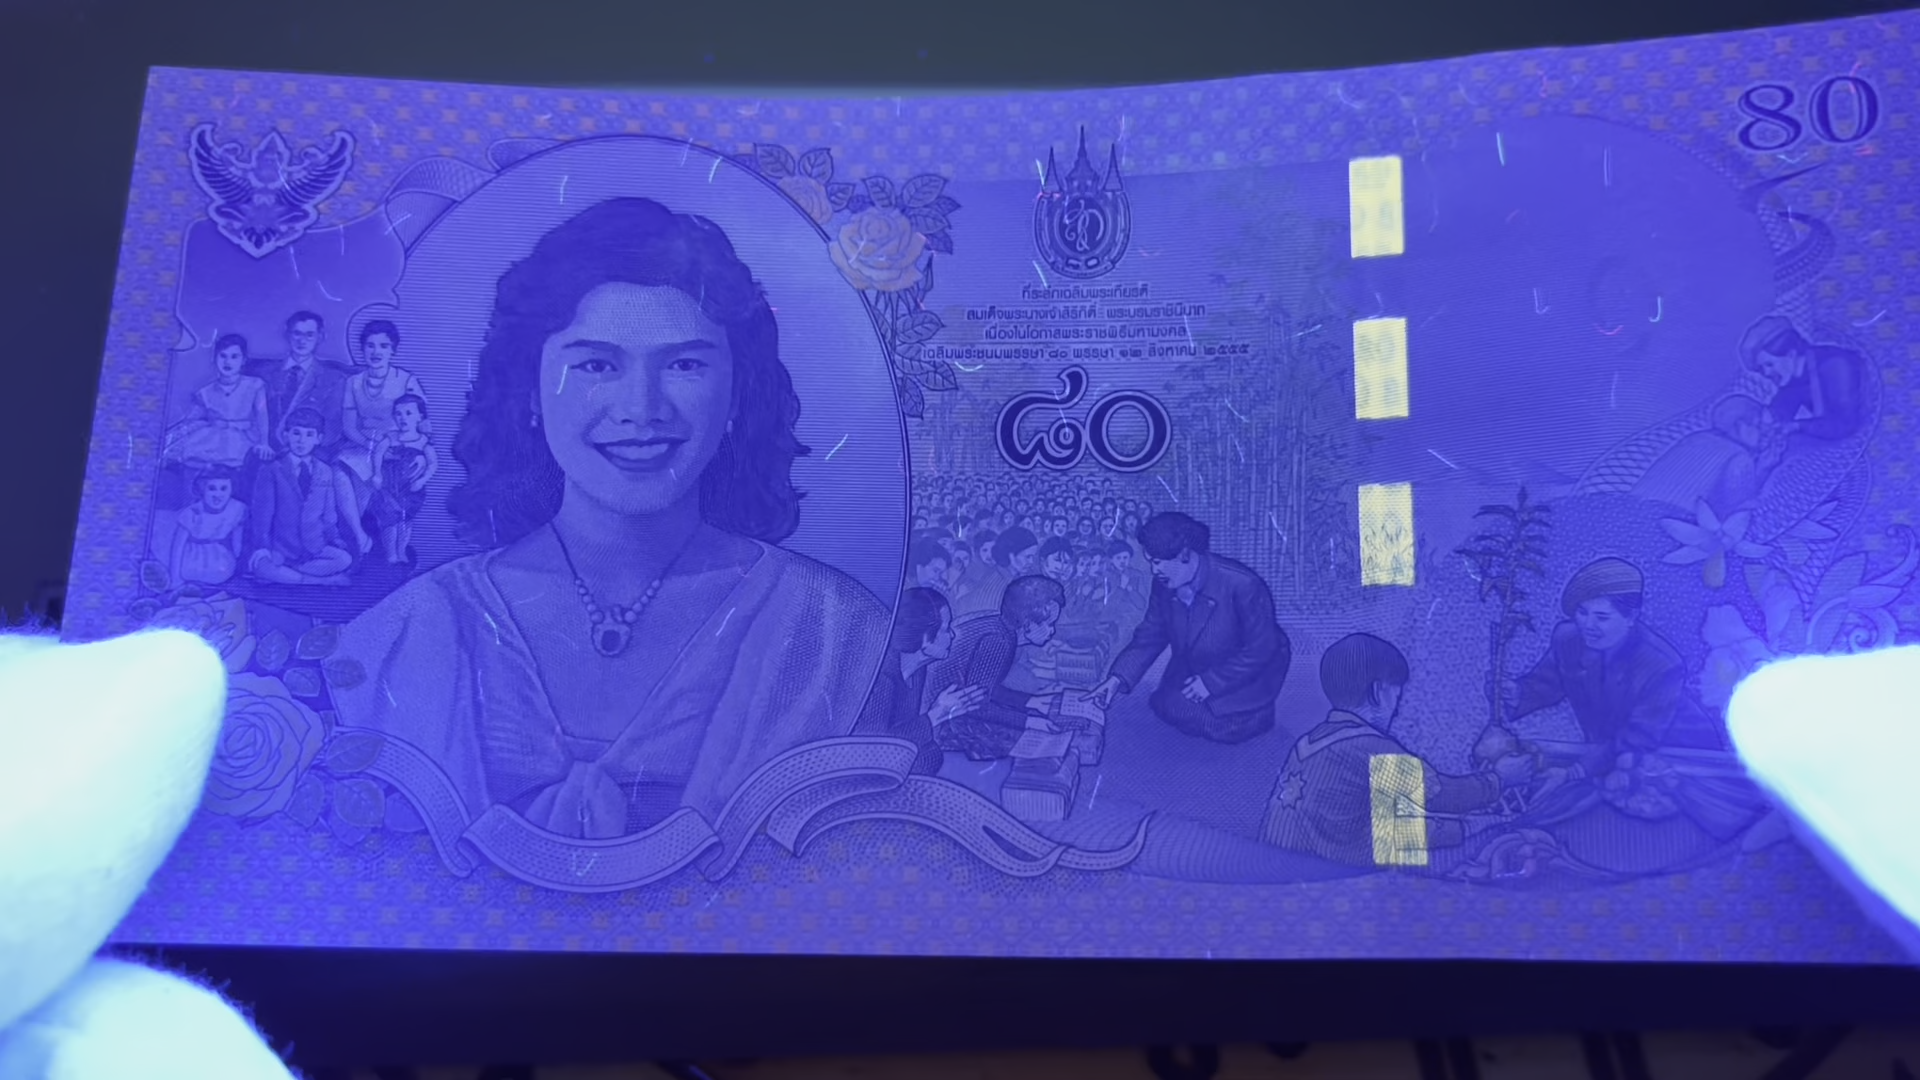 80
ที่ระลึกเฉลิมพระเกียรติ
สมเด็จพระนางเจ้าสิริกิติ์ พระบรมราชินีนาถ
เนื่องในโอกาสพระราชพิธีมหามงคล
เฉลิมพระชนมพรรษา ๘๐ พรรษา ๑๒ สิงหาคม ๒๕๕๕
๘๐